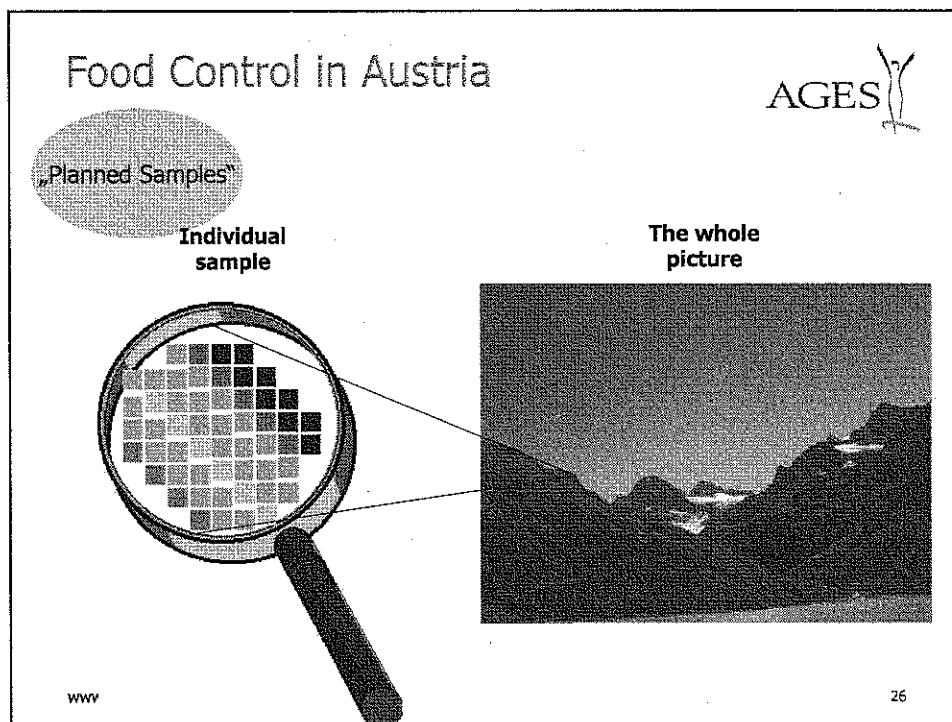 Food Control in Austria
AGES
„Planned Samples“
Individual
sample
The whole
picture
www
26